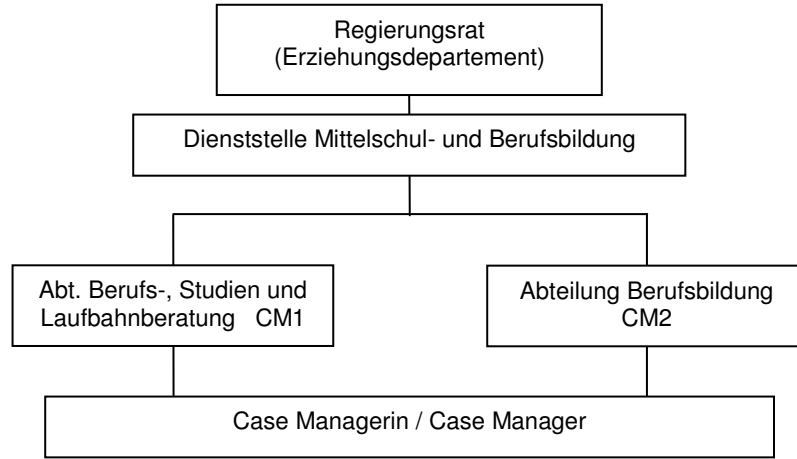 Regierungsrat
(Erziehungsdepartement)
Dienststelle Mittelschul- und Berufsbildung
Abt. Berufs-, Studien und
Laufbahnberatung CM1
Abteilung Berufsbildung
CM2
Case Managerin / Case Manager